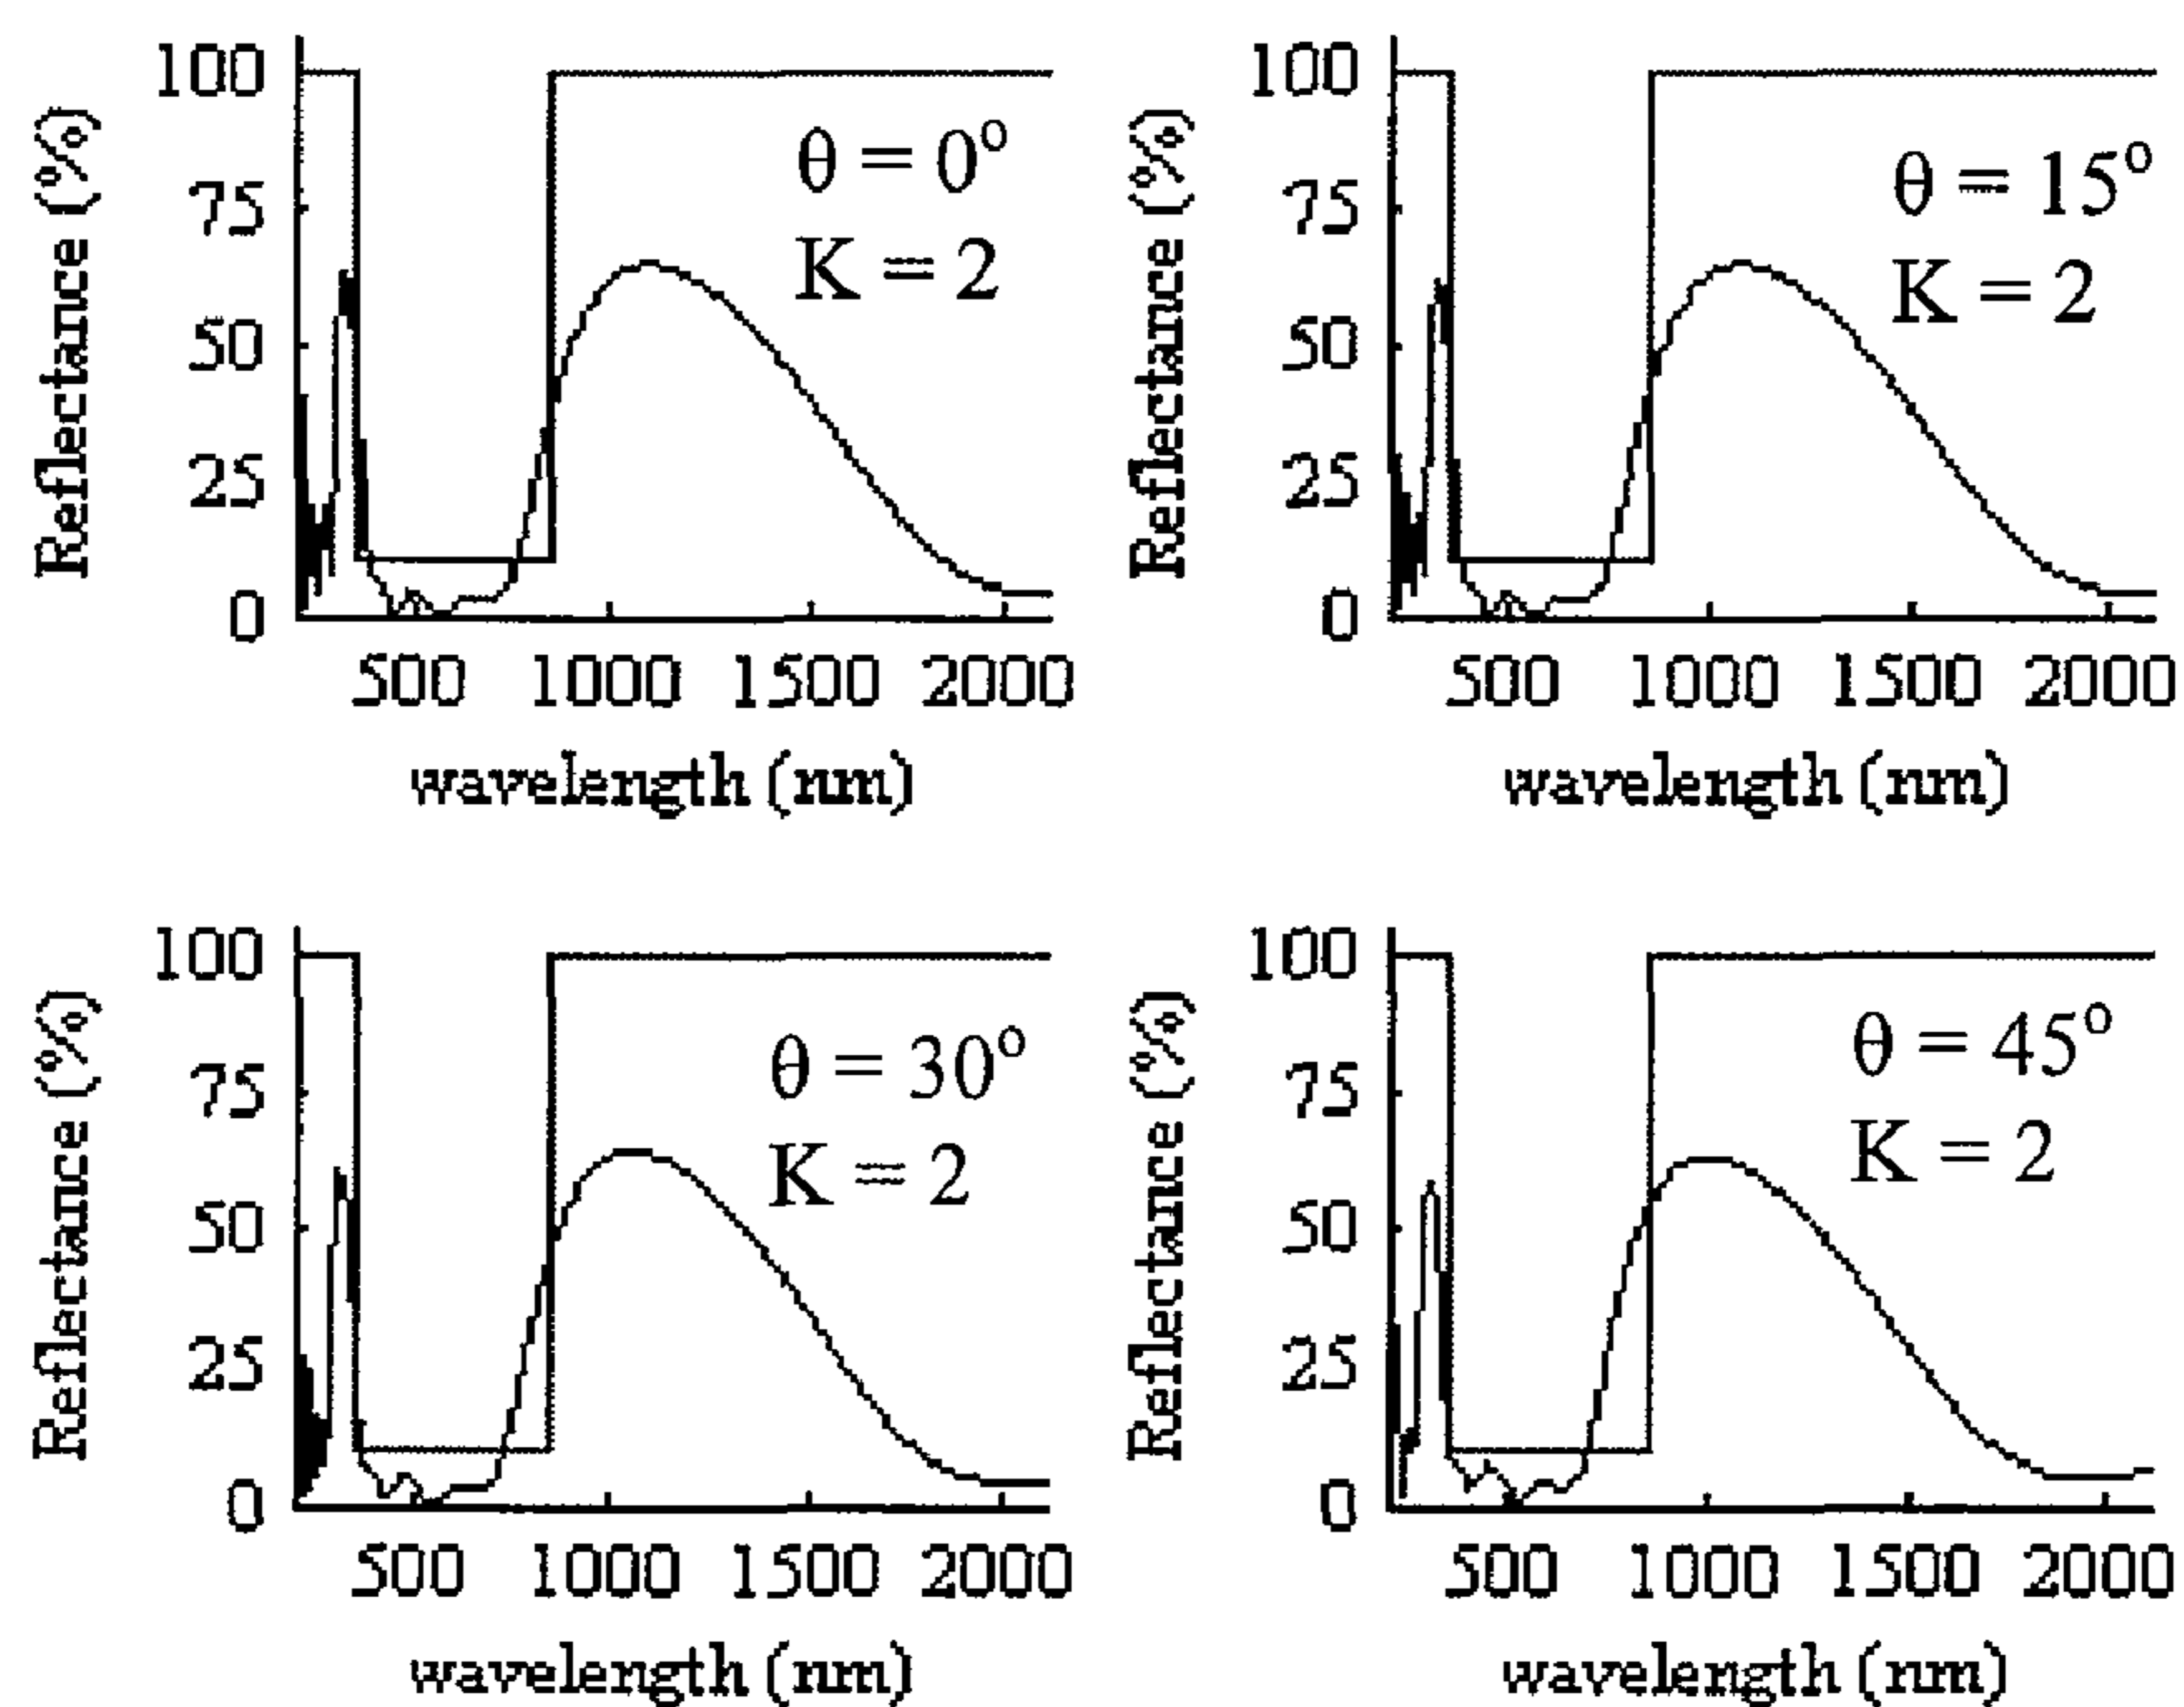 Reflectance (%)
100
75
50
25
0
θ = 0°
K = 2
500 1000 1500 2000
wavelength (nm)
Reflectance (%)
100
75
50
25
0
θ = 15°
K = 2
500 1000 1500 2000
wavelength (nm)
Reflectance (%)
100
75
50
25
0
θ = 30°
K = 2
500 1000 1500 2000
wavelength (nm)
Reflectance (%)
100
75
50
25
0
θ = 45°
K = 2
500 1000 1500 2000
wavelength (nm)